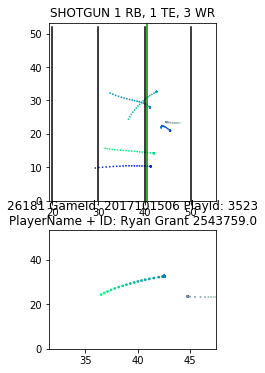 SHOTGUN 1 RB, 1 TE, 3 WR
50
40
30
20
10
0
20 30 40 50
26181 GameId: 2017101506 PlayId: 3523
PlayerName + ID: Ryan Grant 2543759.0
40
20
0
35 40 45